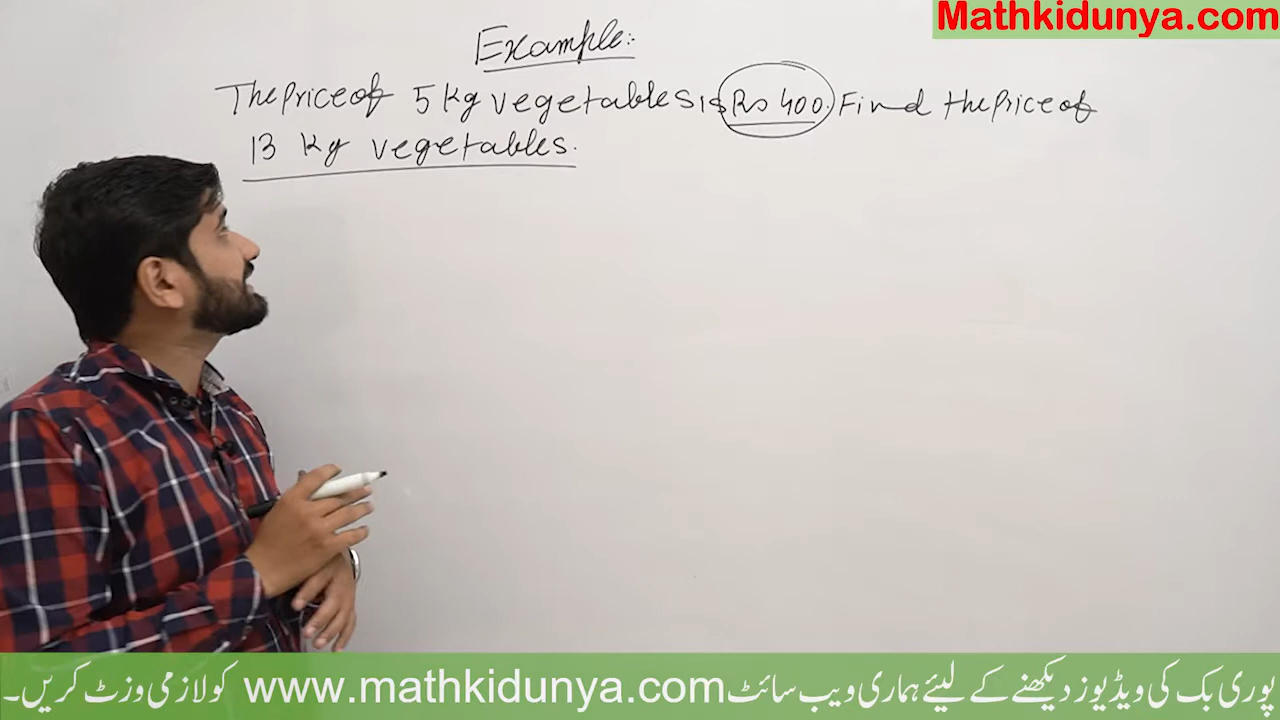 Mathkidunya.com
Example:
The price of 5 kg vegetables is Rs 400. Find the price of
13 kg vegetables.
پوری بک کی ویڈیوز دیکھنے کے لیئے ہماری ویب سائٹ www.mathkidunya.com کو لازمی وزٹ کریں۔